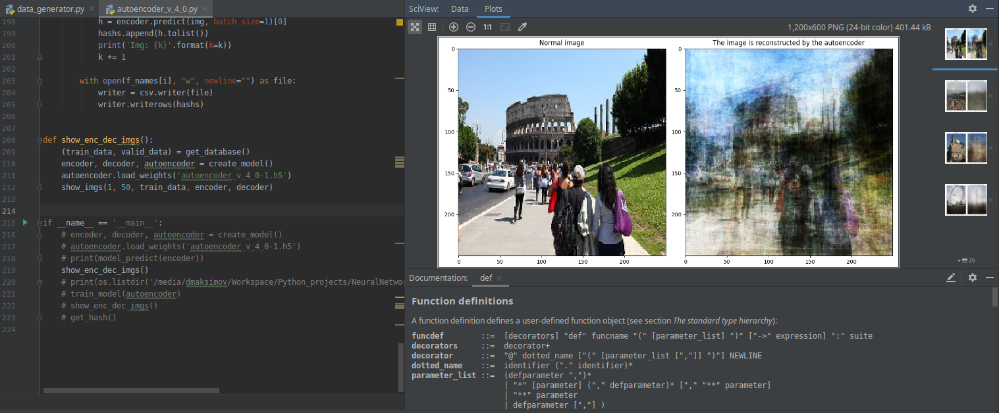 data_generator.py
autoencoder_v_4_0.py
198 h = encoder.predict(img, batch_size=1)[0]
199 hashs.append(h.tolist())
200 print('Img: {k}'.format(k=k))
201 k += 1
202
203 with open(f_names[i], "w", newline="") as file:
204 writer = csv.writer(file)
205 writer.writerows(hashs)
206
207
208 def show_enc_dec_imgs():
209 (train_data, valid_data) = get_database()
210 encoder, decoder, autoencoder = create_model()
211 autoencoder.load_weights('autoencoder_v_4_0-1.h5')
212 show_imgs(1, 50, train_data, encoder, decoder)
213
214
215 if __name__ == '__main__':
216 # encoder, decoder, autoencoder = create_model()
217 # autoencoder.load_weights('autoencoder_v_4_0-1.h5')
218 # print(model_predict(encoder))
219 show_enc_dec_imgs()
220 # print(os.listdir('/media/dmaksimov/Workspace/Python_projects/NeuralNetwor
221 # train_model(autoencoder)
222 # show_enc_dec_imgs()
223 # get_hash()
224
SciView: Data Plots
1:1
1,200x600 PNG (24-bit color) 401.44 kB
Normal image
0
50
100
150
200
0 50 100 150 200
The image is reconstructed by the autoencoder
0
50
100
150
200
0 50 100 150 200
26
Documentation: def
Function definitions
A function definition defines a user-defined function object (see section The standard type hierarchy):
funcdef ::= [decorators] "def" funcname "(" [parameter_list] ")" ["->" expression] ":" suite
decorators ::= decorator+
decorator ::= "@" dotted_name ["(" [parameter_list [","]] ")"] NEWLINE
dotted_name ::= identifier ("." identifier)*
parameter_list ::= (defparameter ",")*
| "*" [parameter] ("," defparameter)* ["," "**" parameter]
| "**" parameter
| defparameter [","] )